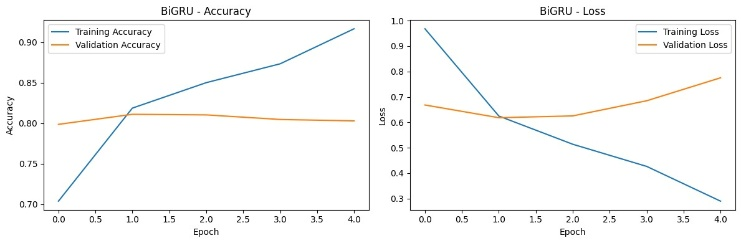 BiGRU - Accuracy
Training Accuracy
Validation Accuracy
0.90
0.85
0.80
0.75
0.70
Accuracy
0.0 0.5 1.0 1.5 2.0 2.5 3.0 3.5 4.0
Epoch
BiGRU - Loss
Training Loss
Validation Loss
1.0
0.9
0.8
0.7
0.6
0.5
0.4
0.3
Loss
0.0 0.5 1.0 1.5 2.0 2.5 3.0 3.5 4.0
Epoch